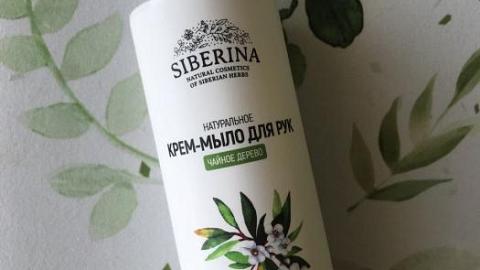 SIBERINA
NATURAL COSMETICS
OF SIBERIAN HERBS
НАТУРАЛЬНОЕ
КРЕМ-МЫЛО ДЛЯ РУК
ЧАЙНОЕ ДЕРЕВО